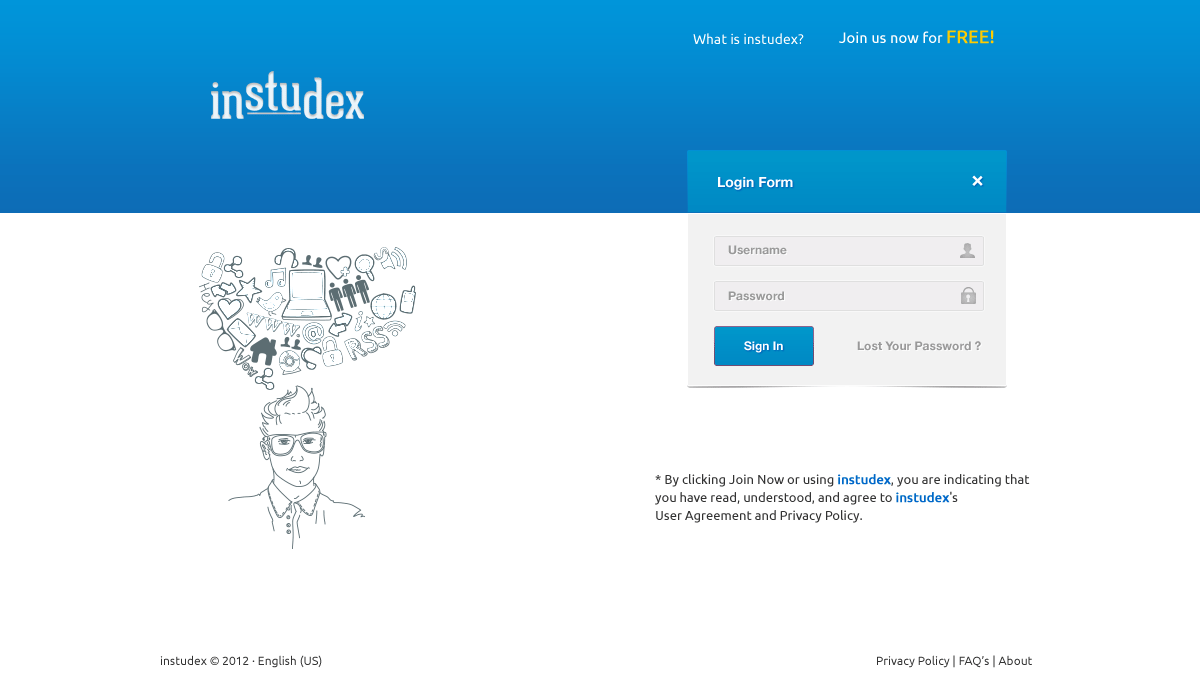 What is instudex?
Join us now for FREE!
instudex
Login Form
Username
Password
Sign In
Lost Your Password ?
www.
RSS
Wow
* By clicking Join Now or using instudex, you are indicating that
you have read, understood, and agree to instudex's
User Agreement and Privacy Policy.
instudex © 2012 · English (US)
Privacy Policy | FAQ's | About